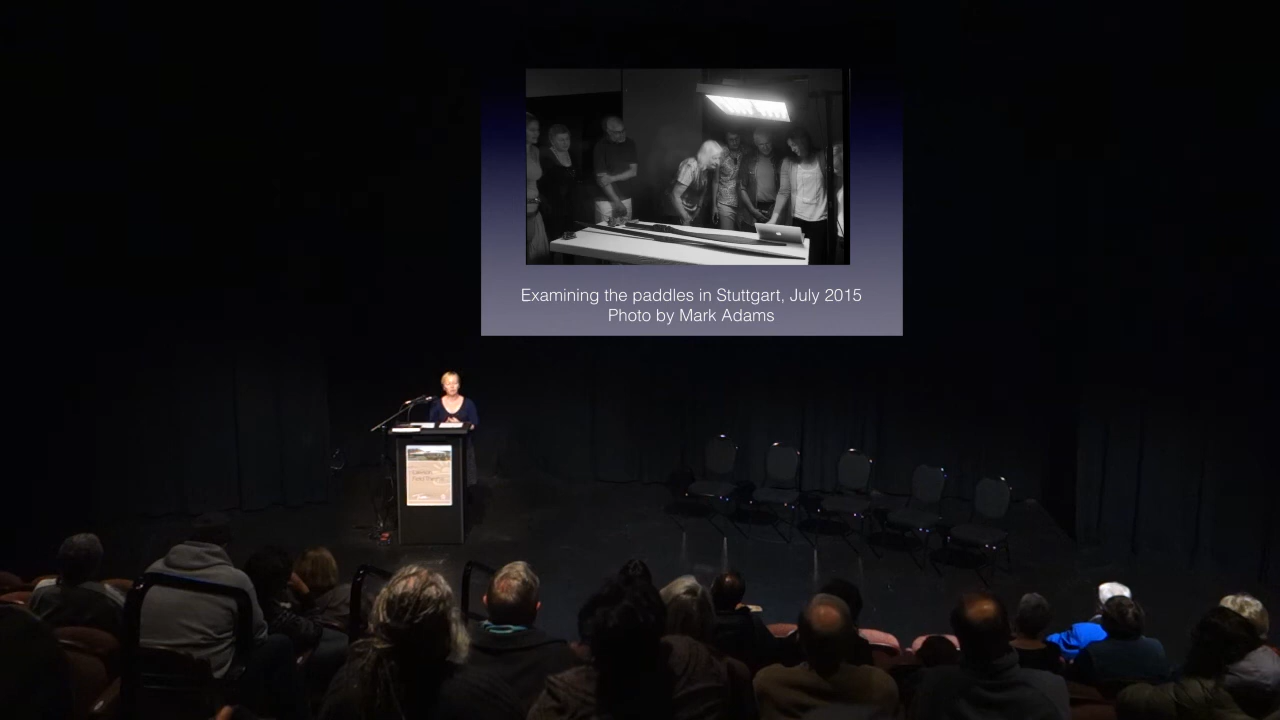 Examining the paddles in Stuttgart, July 2015
Photo by Mark Adams